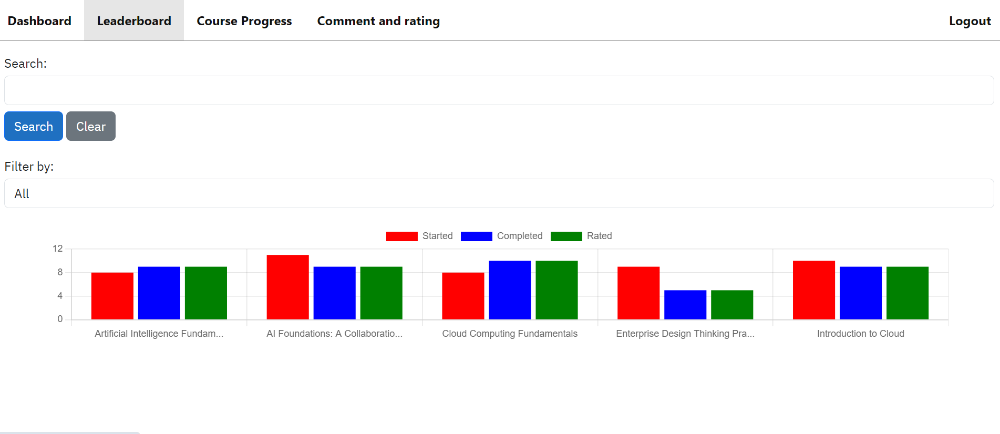 Dashboard Leaderboard Course Progress Comment and rating Logout
Search:
Search Clear
Filter by:
All
Started Completed Rated
12
8
4
0
Artificial Intelligence Fundam... AI Foundations: A Collaboratio... Cloud Computing Fundamentals Enterprise Design Thinking Pra... Introduction to Cloud